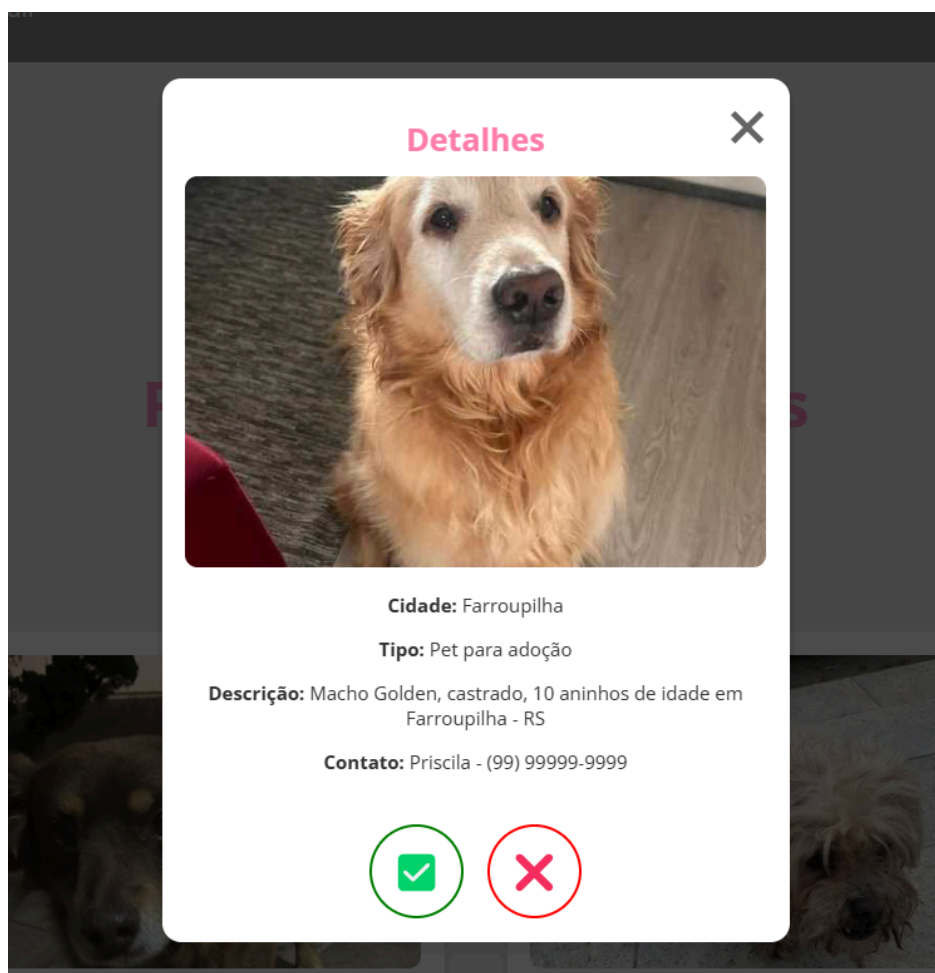 Detalhes
Cidade: Farroupilha
Tipo: Pet para adoção
Descrição: Macho Golden, castrado, 10 aninhos de idade em
Farroupilha - RS
Contato: Priscila - (99) 99999-9999